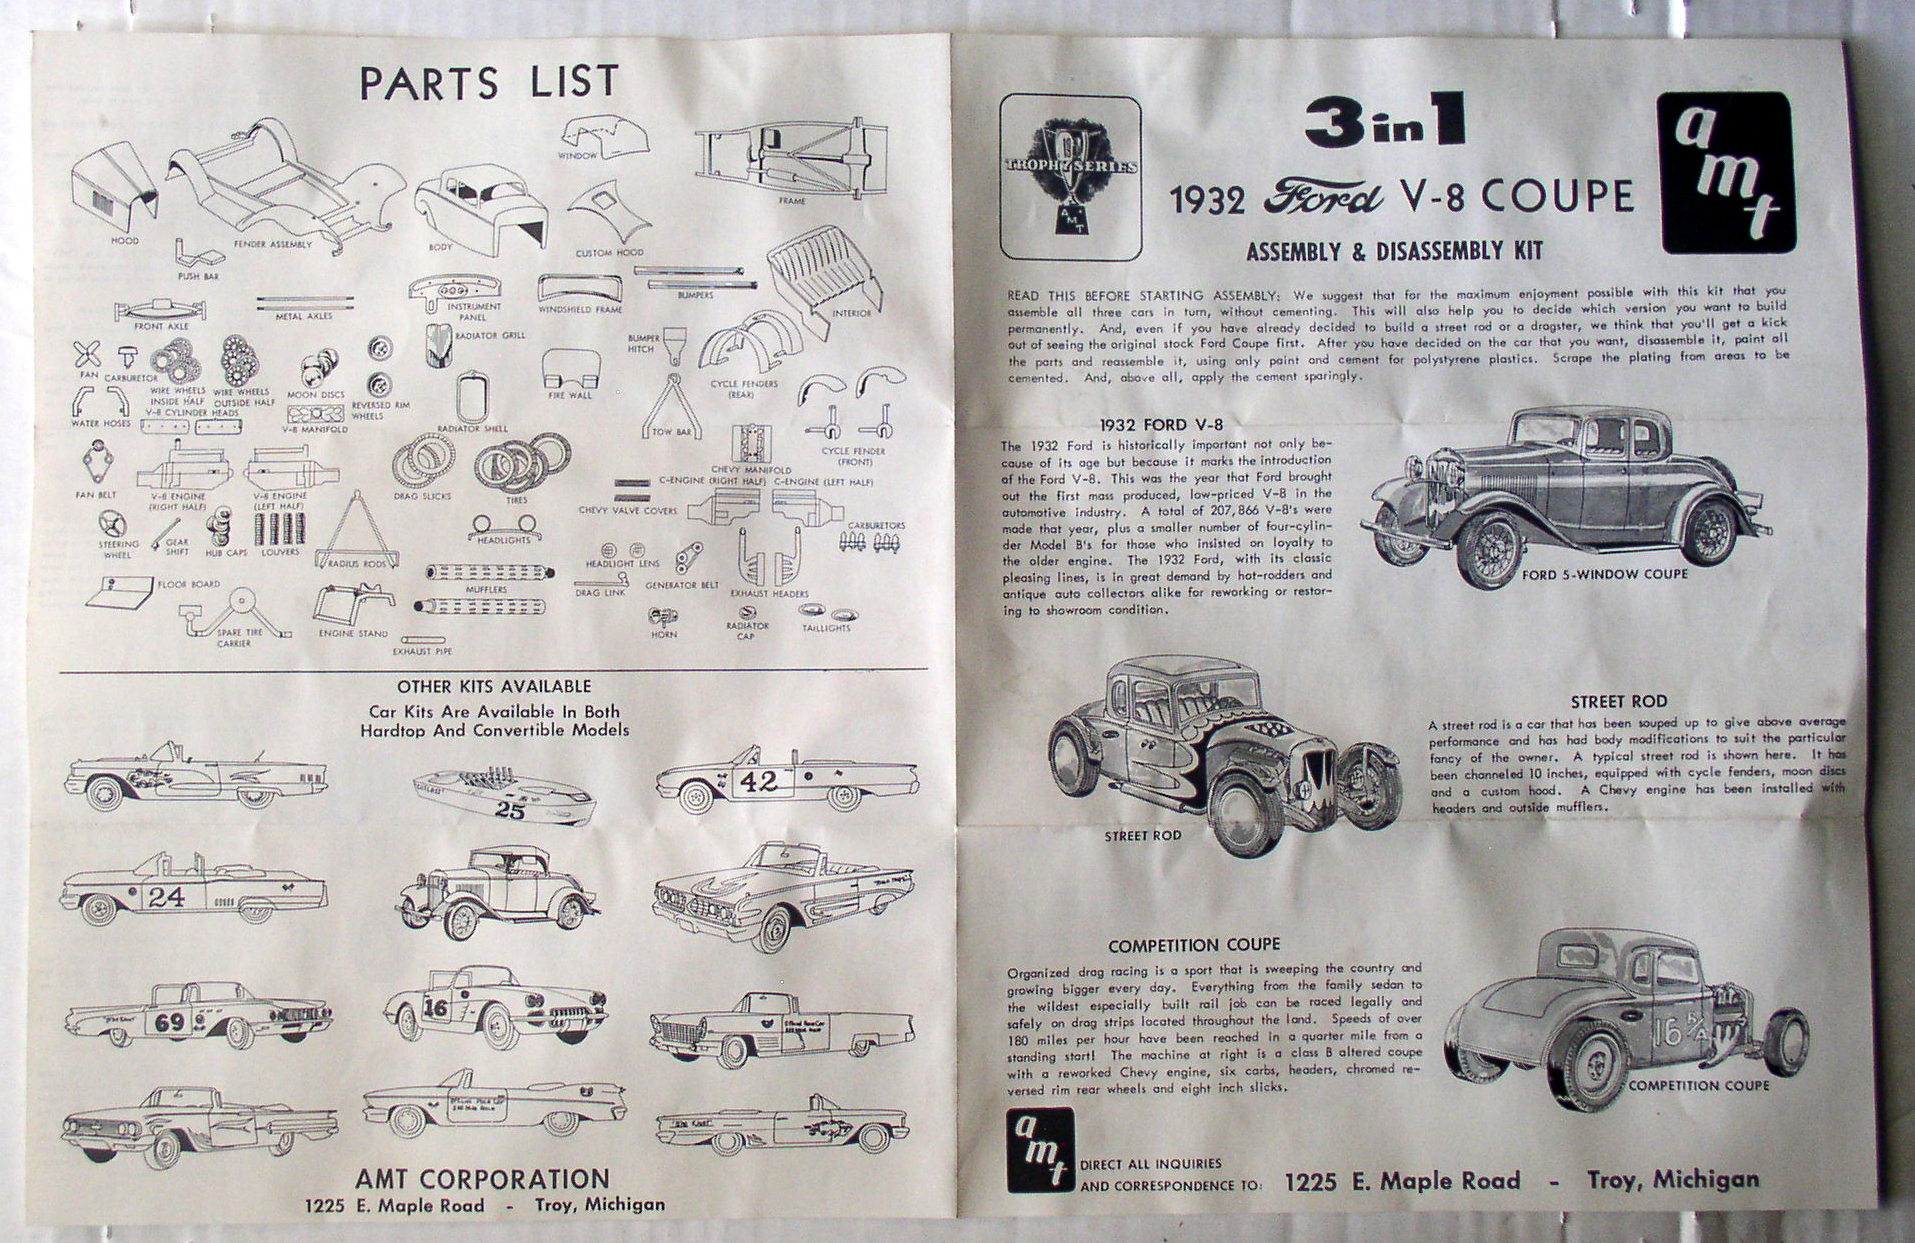 PARTS LIST
HOOD
FENDER ASSEMBLY
PUSH BAR
BODY
WINDOW
CUSTOM HOOD
FRAME
FRONT AXLE
METAL AXLES
INSTRUMENT
PANEL
WINDSHIELD FRAME
BUMPERS
INTERIOR
FAN
CARBURETOR
WIRE WHEELS
INSIDE HALF
WIRE WHEELS
OUTSIDE HALF
MOON DISCS
REVERSED RIM
WHEELS
RADIATOR GRILL
FIRE WALL
BUMPER
HITCH
CYCLE FENDERS
(REAR)
WATER HOSES
V-8 CYLINDER HEADS
V-8 MANIFOLD
RADIATOR SHELL
TOW BAR
CHEVY MANIFOLD
CYCLE FENDER
(FRONT)
FAN BELT
V-8 ENGINE
(RIGHT HALF)
V-8 ENGINE
(LEFT HALF)
DRAG SLICKS
TIRES
C-ENGINE (RIGHT HALF)
C-ENGINE (LEFT HALF)
CHEVY VALVE COVERS
STEERING
WHEEL
GEAR
SHIFT
HUB CAPS
LOUVERS
RADIUS RODS
HEADLIGHTS
HEADLIGHT LENS
GENERATOR BELT
EXHAUST HEADERS
CARBURETORS
FLOOR BOARD
SPARE TIRE
CARRIER
ENGINE STAND
MUFFLERS
EXHAUST PIPE
DRAG LINK
HORN
RADIATOR
CAP
TAILLIGHTS
OTHER KITS AVAILABLE
Car Kits Are Available In Both
Hardtop And Convertible Models
25
42
24
69
16
AMT CORPORATION
1225 E. Maple Road - Troy, Michigan
TROPHY SERIES
AMT
3 in 1
1932 Ford V-8 COUPE
ASSEMBLY & DISASSEMBLY KIT
amt
READ THIS BEFORE STARTING ASSEMBLY: We suggest that for the maximum enjoyment possible with this kit that you
assemble all three cars in turn, without cementing. This will also help you to decide which version you want to build
permanently. And, even if you have already decided to build a street rod or a dragster, we think that you'll get a kick
out of seeing the original stock Ford Coupe first. After you have decided on the car that you want, disassemble it, paint all
the parts and reassemble it, using only paint and cement for polystyrene plastics. Scrape the plating from areas to be
cemented. And, above all, apply the cement sparingly.
1932 FORD V-8
The 1932 Ford is historically important not only be-
cause of its age but because it marks the introduction
of the Ford V-8. This was the year that Ford brought
out the first mass produced, low-priced V-8 in the
automotive industry. A total of 207,866 V-8's were
made that year, plus a smaller number of four-cylin-
der Model B's for those who insisted on loyalty to
the older engine. The 1932 Ford, with its classic
pleasing lines, is in great demand by hot-rodders and
antique auto collectors alike for reworking or restor-
ing to showroom condition.
FORD 5-WINDOW COUPE
STREET ROD
A street rod is a car that has been souped up to give above average
performance and has had body modifications to suit the particular
fancy of the owner. A typical street rod is shown here. It has
been channeled 10 inches, equipped with cycle fenders, moon discs
and a custom hood. A Chevy engine has been installed with
headers and outside mufflers.
STREET ROD
COMPETITION COUPE
Organized drag racing is a sport that is sweeping the country and
growing bigger every day. Everything from the family sedan to
the wildest especially built rail job can be raced legally and
safely on drag strips located throughout the land. Speeds of over
180 miles per hour have been reached in a quarter mile from a
standing start! The machine at right is a class B altered coupe
with a reworked Chevy engine, six carbs, headers, chromed re-
versed rim rear wheels and eight inch slicks.
16 B/A
COMPETITION COUPE
amt
DIRECT ALL INQUIRIES
AND CORRESPONDENCE TO: 1225 E. Maple Road - Troy, Michigan